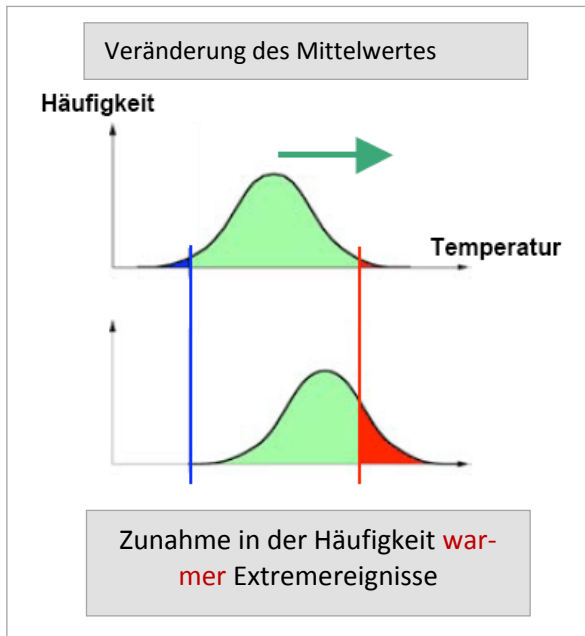 Veränderung des Mittelwertes
Häufigkeit
Temperatur
Zunahme in der Häufigkeit war-
mer Extremereignisse